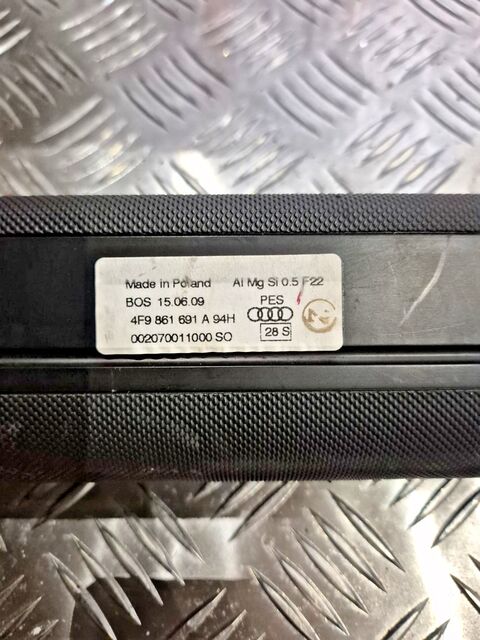 Made in Poland Al Mg Si 0.5 F22
BOS 15.06.09 PES
4F9 861 691 A 94H
002070011000 SO 28 S